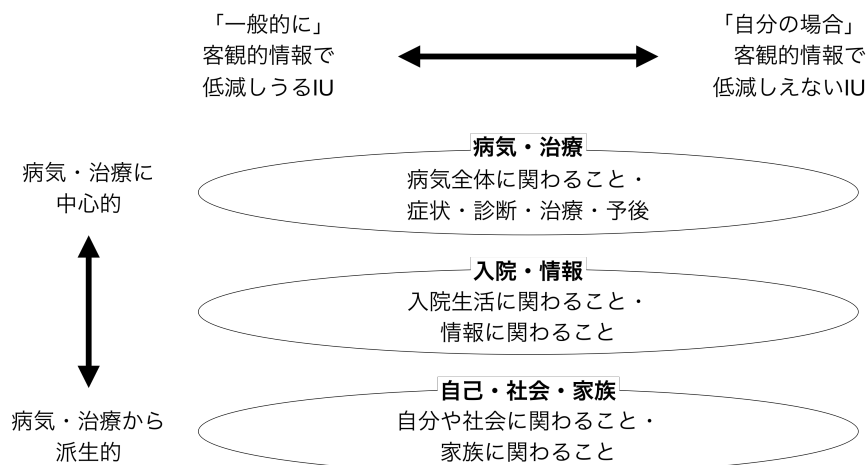 「一般的に」
客観的情報で
低減しうるIU
「自分の場合」
客観的情報で
低減しえないIU
病気・治療に
中心的
病気・治療
病気全体に関わること・
症状・診断・治療・予後
入院・情報
入院生活に関わること・
情報に関わること
病気・治療から
派生的
自己・社会・家族
自分や社会に関わること・
家族に関わること